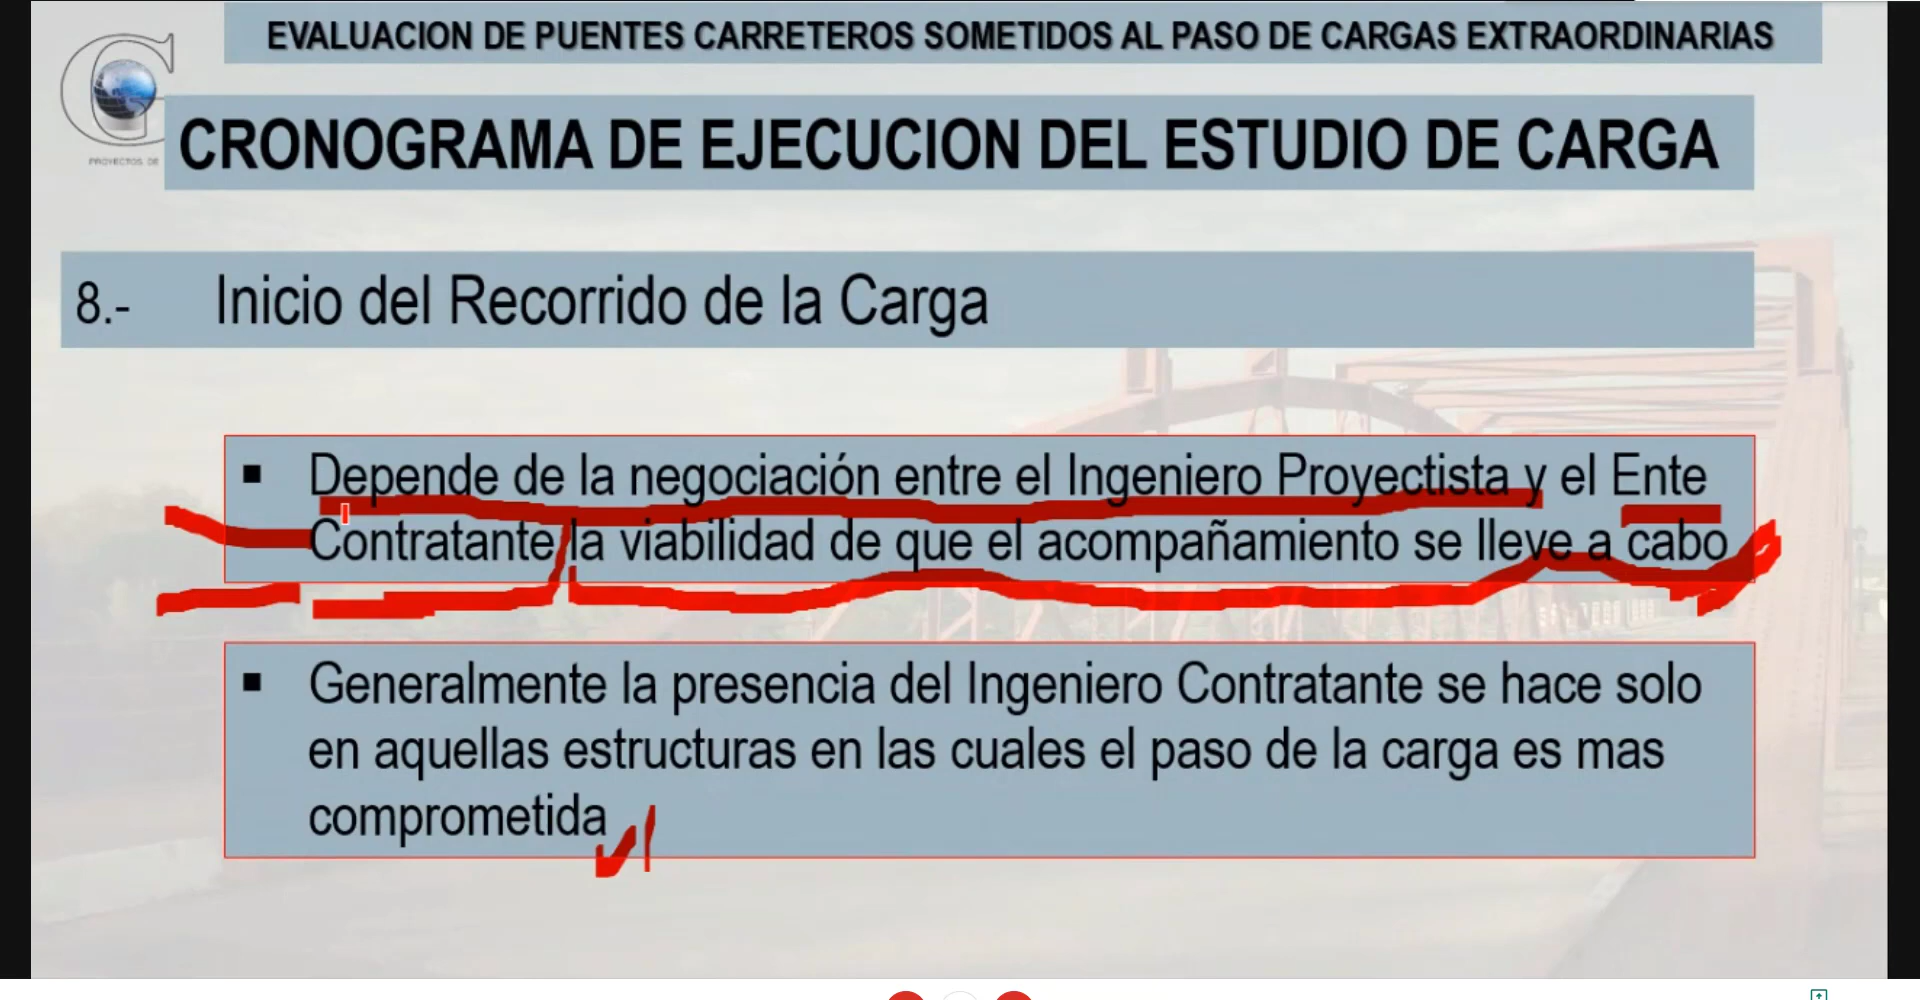 EVALUACION DE PUENTES CARRETEROS SOMETIDOS AL PASO DE CARGAS EXTRAORDINARIAS
PROYECTOS DE
CRONOGRAMA DE EJECUCION DEL ESTUDIO DE CARGA
8.- Inicio del Recorrido de la Carga
▪ Depende de la negociación entre el Ingeniero Proyectista y el Ente
Contratante la viabilidad de que el acompañamiento se lleve a cabo
▪ Generalmente la presencia del Ingeniero Contratante se hace solo
en aquellas estructuras en las cuales el paso de la carga es mas
comprometida